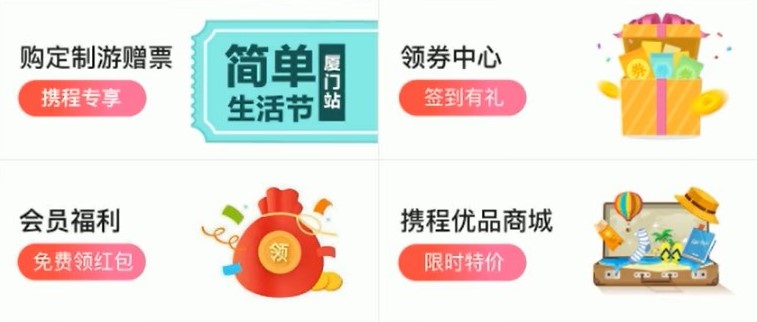 购定制游赠票
携程专享
简单
生活节
厦门站
领券中心
签到有礼
券
会员福利
免费领红包
领
携程优品商城
限时特价